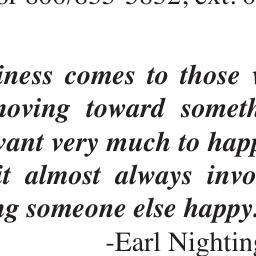 iness comes to those
moving toward someth
want very much to happ
it almost always invo
ng someone else happy.
-Earl Nighting